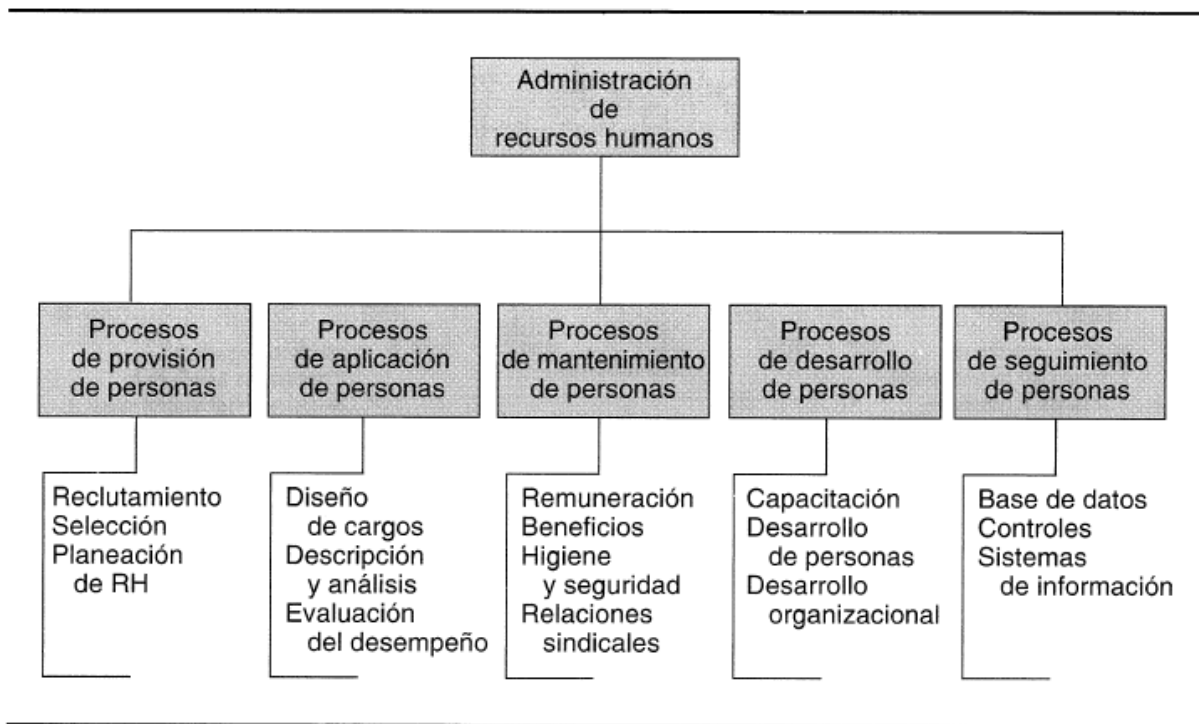 Administración
de
recursos humanos
Procesos
de provisión
de personas
Procesos
de aplicación
de personas
Procesos
de mantenimiento
de personas
Procesos
de desarrollo
de personas
Procesos
de seguimiento
de personas
Reclutamiento
Selección
Planeación
de RH
Diseño
de cargos
Descripción
y análisis
Evaluación
del desempeño
Remuneración
Beneficios
Higiene
y seguridad
Relaciones
sindicales
Capacitación
Desarrollo
de personas
Desarrollo
organizacional
Base de datos
Controles
Sistemas
de información